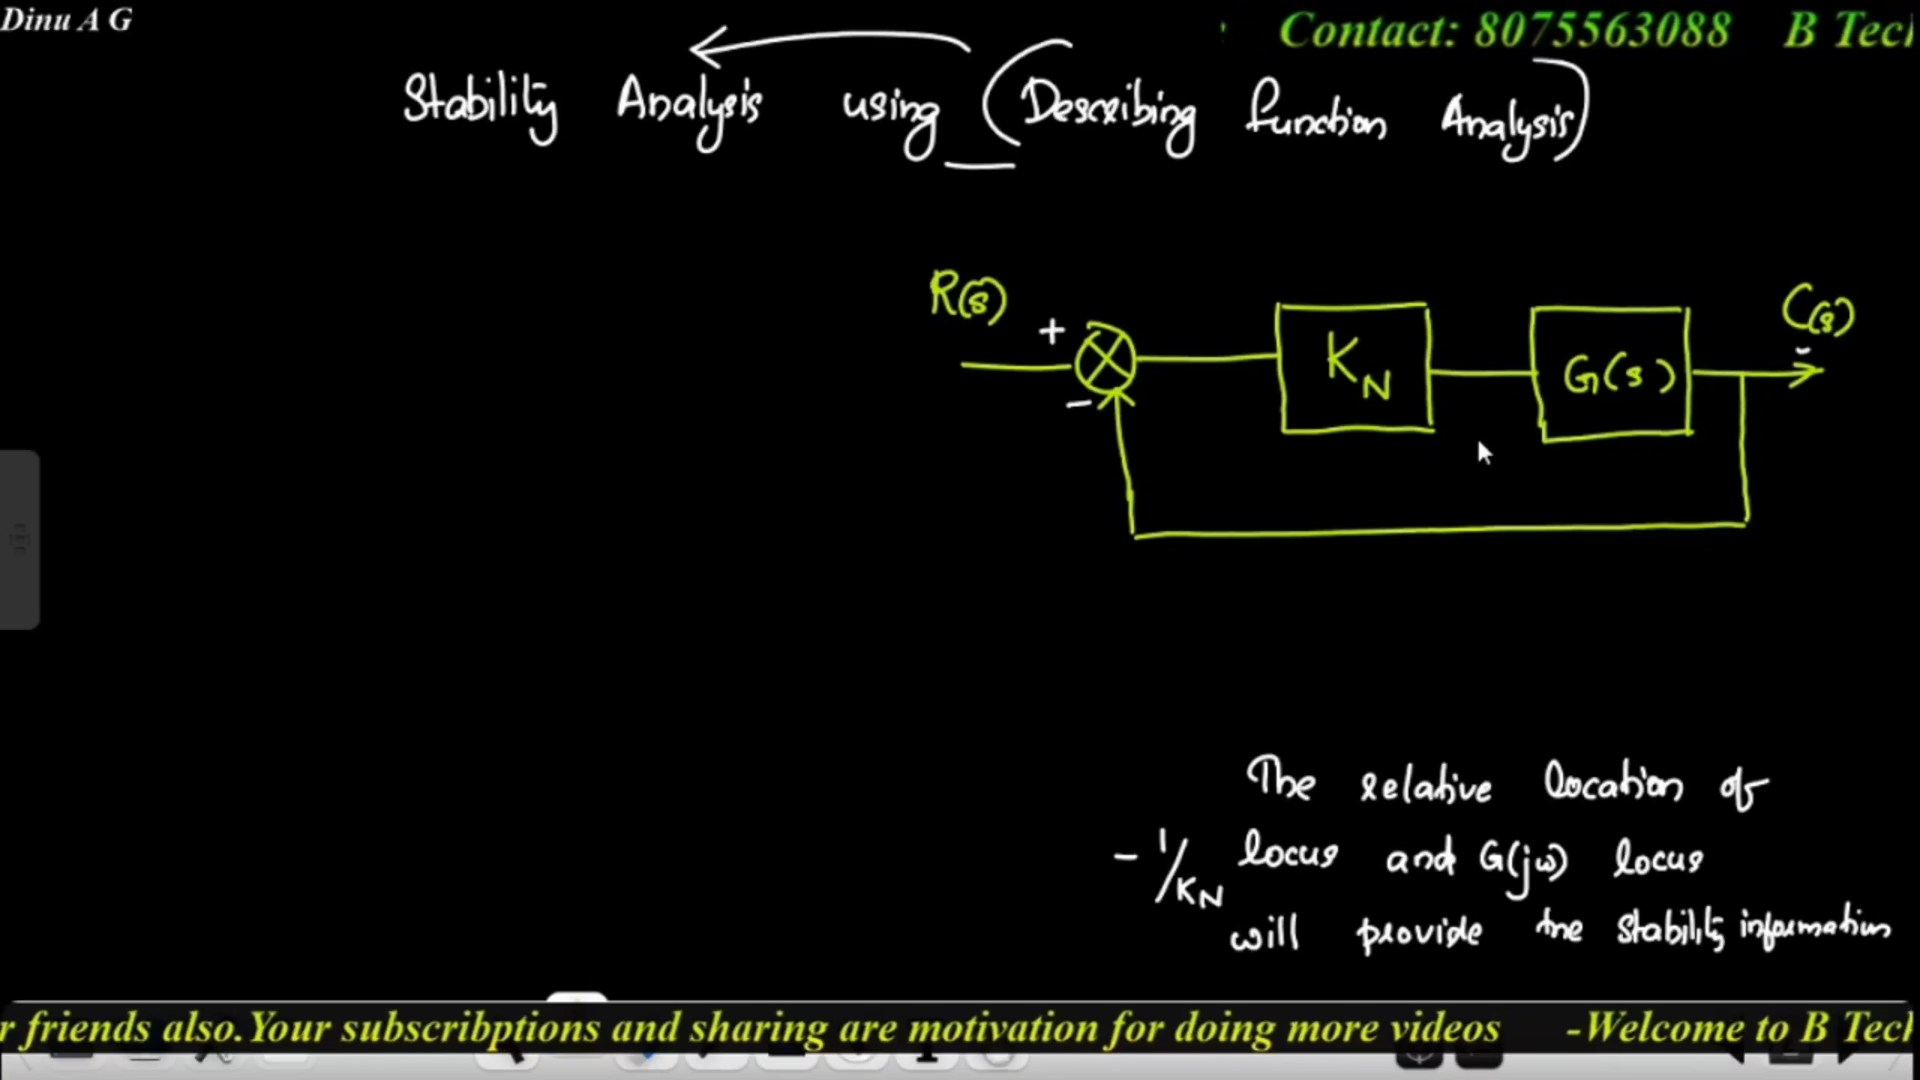 Dinu A G
Contact: 8075563088 B Tech
Stability Analysis using (Describing function Analysis)
R(s)
+
-
K_N
G(s)
C(s)
The relative location of
- 1/K_N locus and G(jω) locus
will provide the stability information
r friends also.Your subscribptions and sharing are motivation for doing more videos -Welcome to B Tech